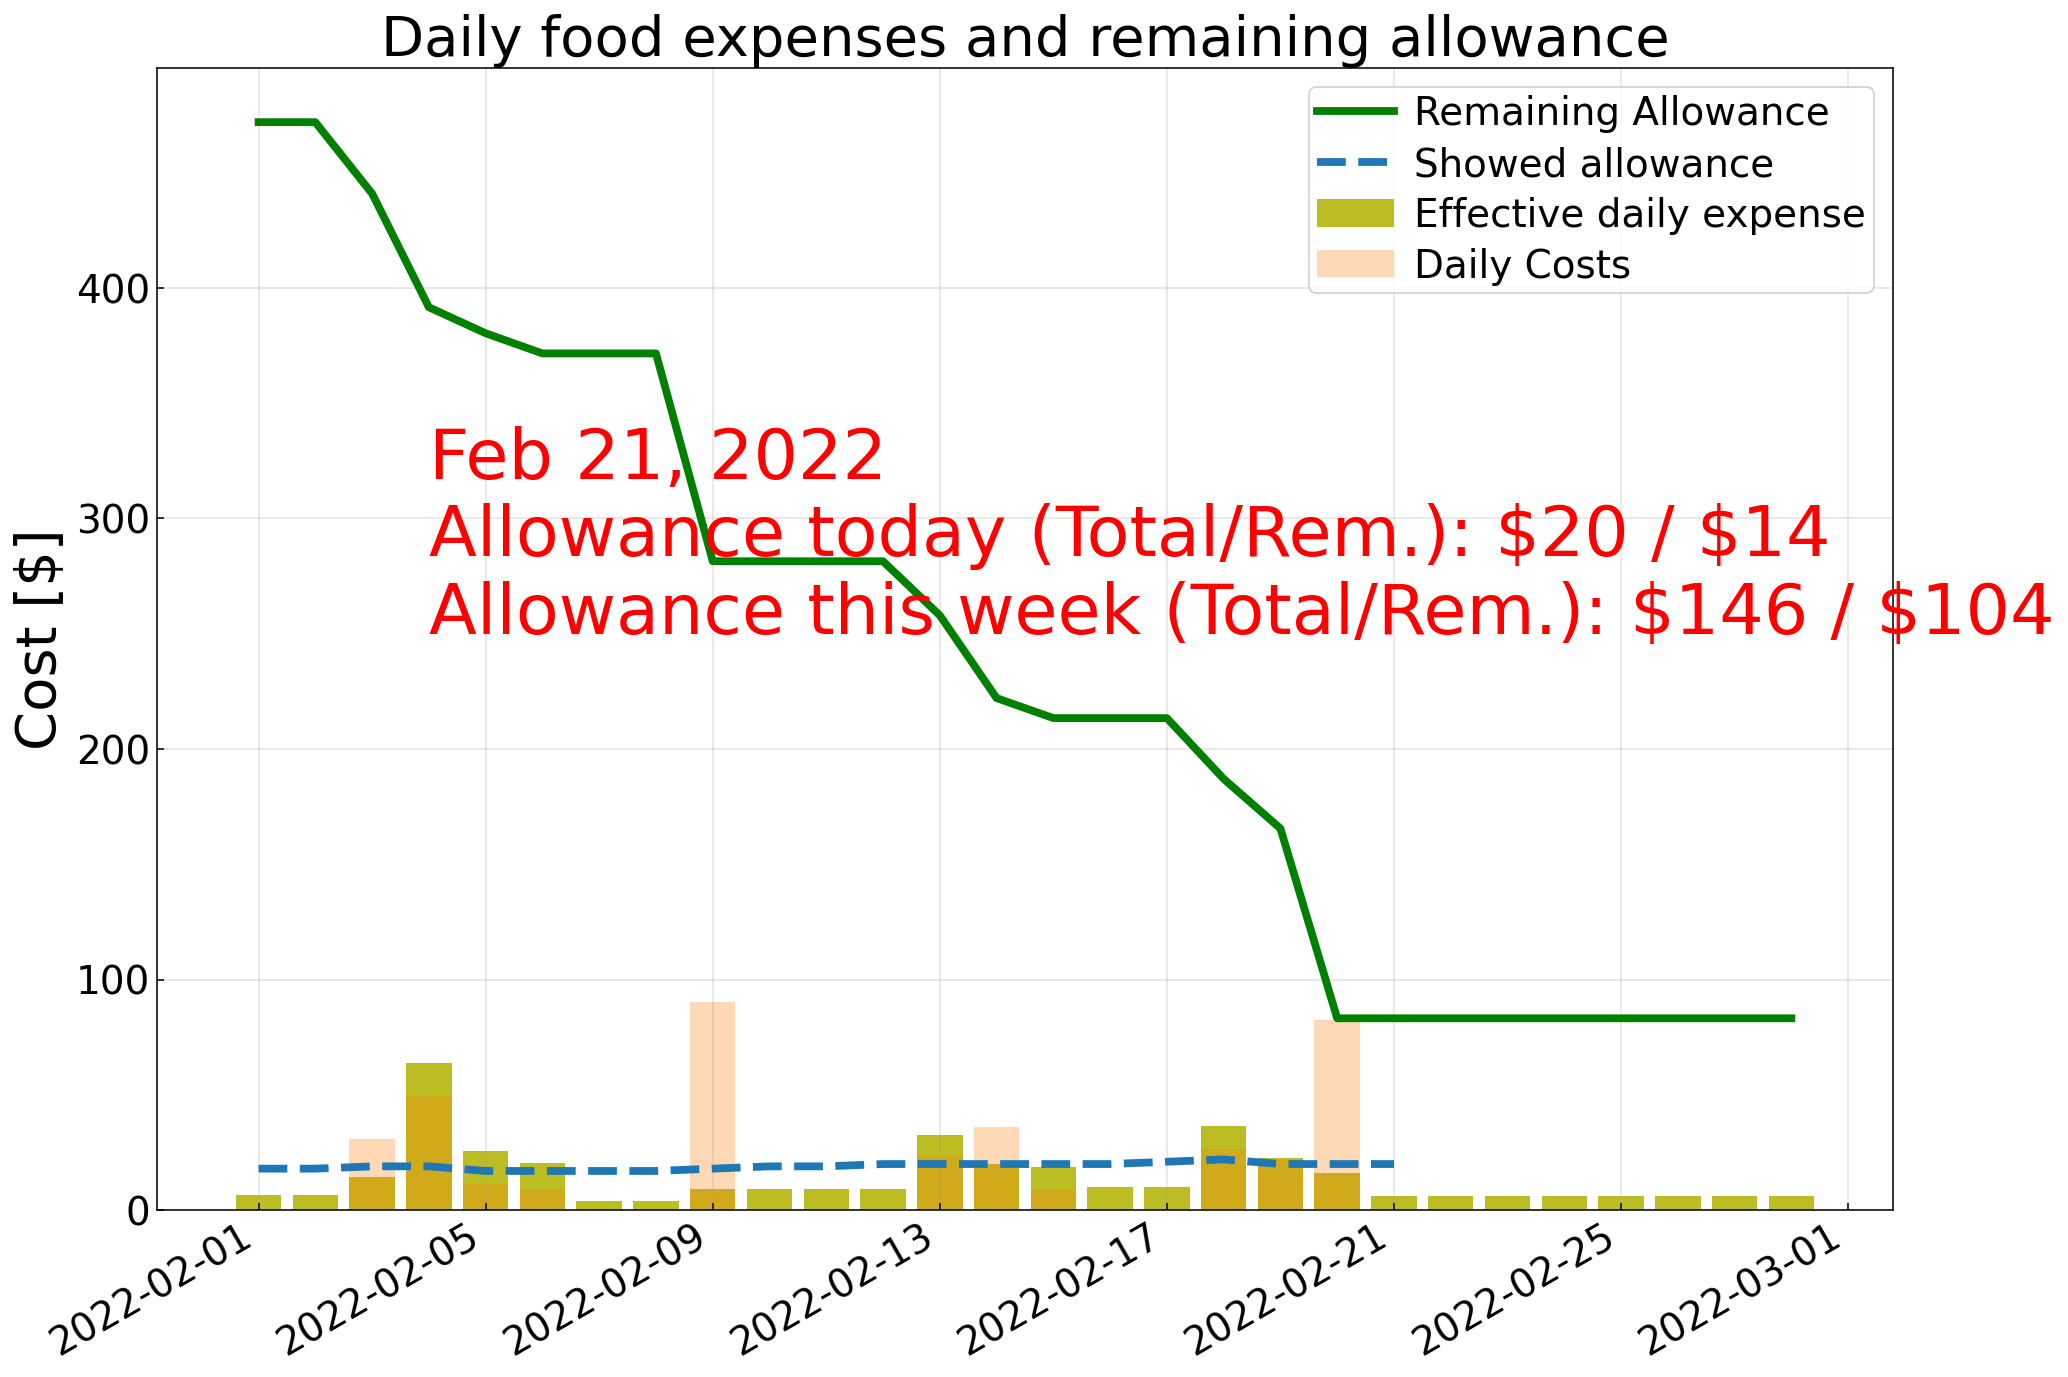 Daily food expenses and remaining allowance
Remaining Allowance
Showed allowance
Effective daily expense
Daily Costs
Feb 21, 2022
Allowance today (Total/Rem.): $20 / $14
Allowance this week (Total/Rem.): $146 / $104
Cost [$]
400
300
200
100
0
2022-02-01
2022-02-05
2022-02-09
2022-02-13
2022-02-17
2022-02-21
2022-02-25
2022-03-01